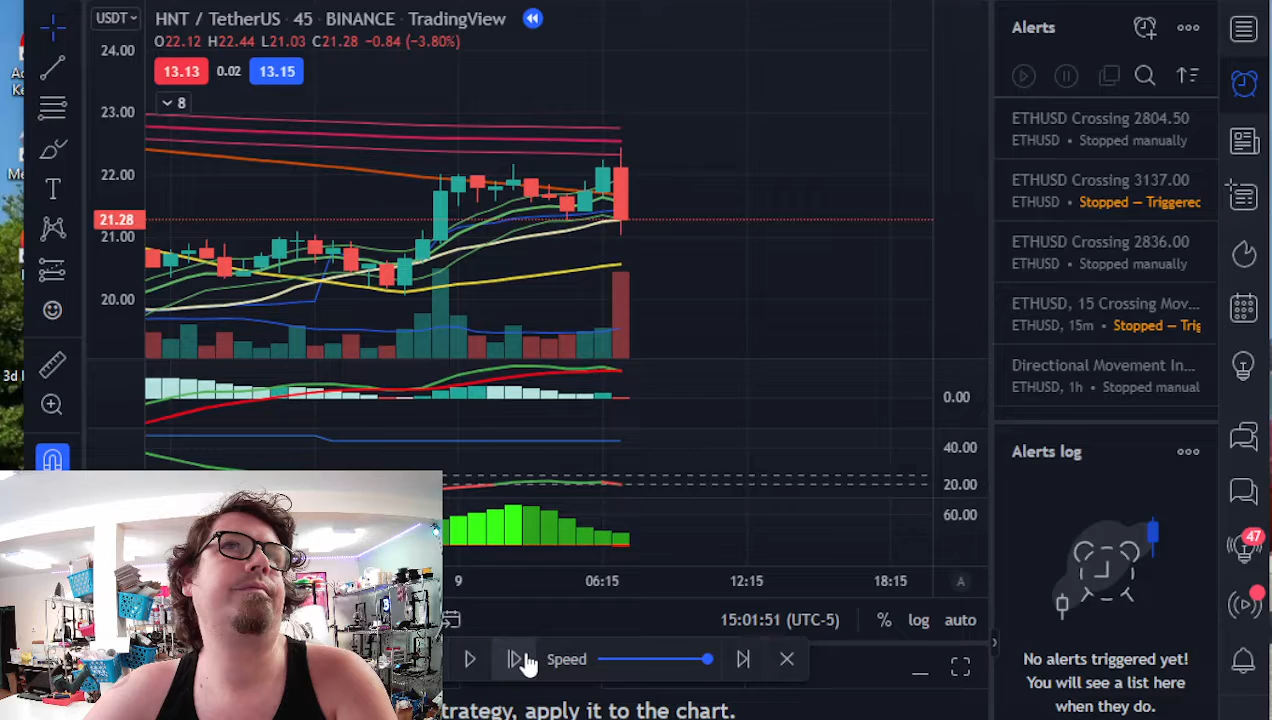 USDT
HNT / TetherUS · 45 · BINANCE · TradingView
O22.12 H22.44 L21.03 C21.28 −0.84 (−3.80%)
13.13 0.02 13.15
8
24.00
23.00
22.00
21.28
21.00
20.00
0.00
40.00
20.00
60.00
9 06:15 12:15 18:15 A
15:01:51 (UTC-5) % log auto
Speed
trategy, apply it to the chart.
Alerts
ETHUSD Crossing 2804.50
ETHUSD • Stopped manually
ETHUSD Crossing 3137.00
ETHUSD • Stopped — Triggered
ETHUSD Crossing 2836.00
ETHUSD • Stopped manually
ETHUSD, 15 Crossing Mov...
ETHUSD, 15m • Stopped — Trig
Directional Movement In...
ETHUSD, 1h • Stopped manual
Alerts log
No alerts triggered yet!
You will see a list here
when they do.
47
3d